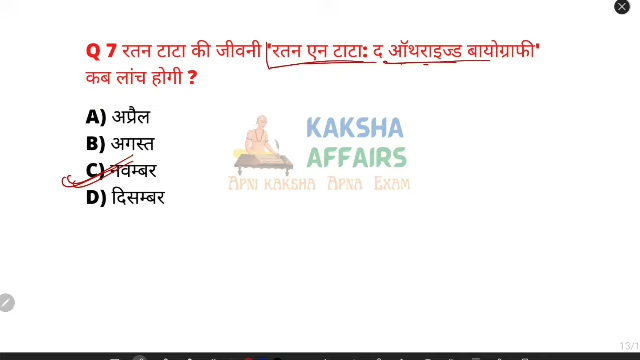 Q 7 रतन टाटा की जीवनी 'रतन एन टाटा: द ऑथराइज्ड बायोग्राफी'
कब लांच होगी ?
A) अप्रैल
B) अगस्त
C) नवम्बर
D) दिसम्बर
KAKSHA
AFFAIRS
APNI KAKSHA APNA EXAM
13/1